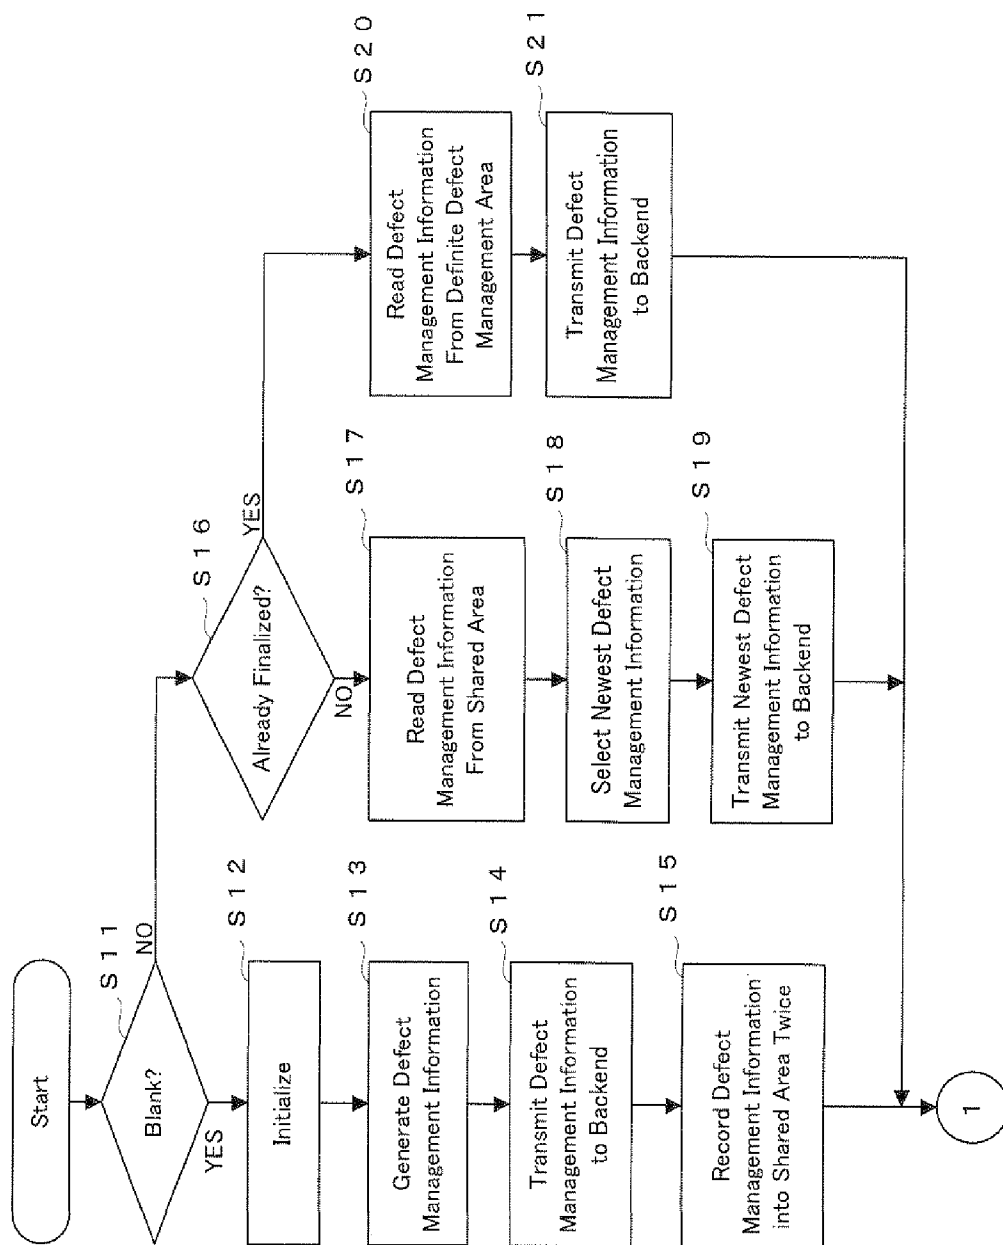 Start
S11
Blank?
NO
YES
S12
Initialize
S13
Generate Defect
Management Information
S14
Transmit Defect
Management Information
to Backend
S15
Record Defect
Management Information
into Shared Area Twice
S16
Already Finalized?
YES
NO
S17
Read Defect
Management Information
From Shared Area
S18
Select Newest Defect
Management Information
S19
Transmit Newest Defect
Management Information
to Backend
S20
Read Defect
Management Information
From Definite Defect
Management Area
S21
Transmit Defect
Management Information
to Backend
1